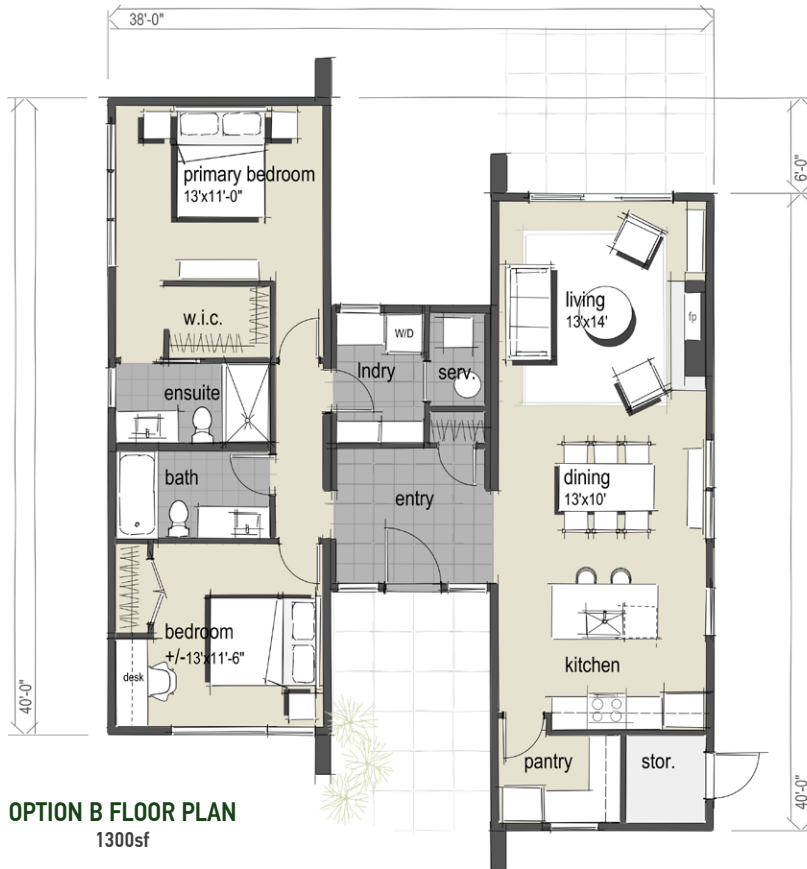 38'-0"
6'-0"
primary bedroom
13'x11'-0"
living
13'x14'
fp
w.i.c.
W/D
lndry
serv.
ensuite
bath
dining
13'x10'
entry
bedroom
+/-13'x11'-6"
desk
kitchen
40'-0"
pantry
stor.
40'-0"
OPTION B FLOOR PLAN
1300sf